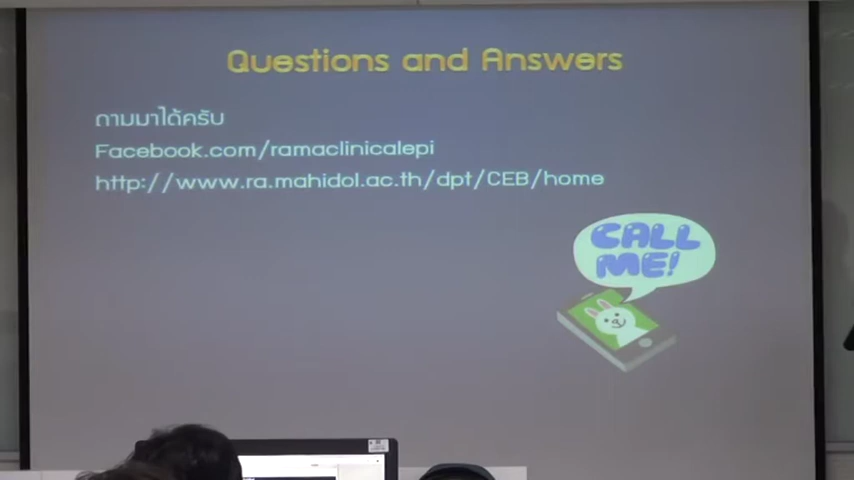 Questions and Answers
ถามมาได้ครับ
Facebook.com/ramaclinicalepi
http://www.ra.mahidol.ac.th/dpt/CEB/home
CALL
ME!